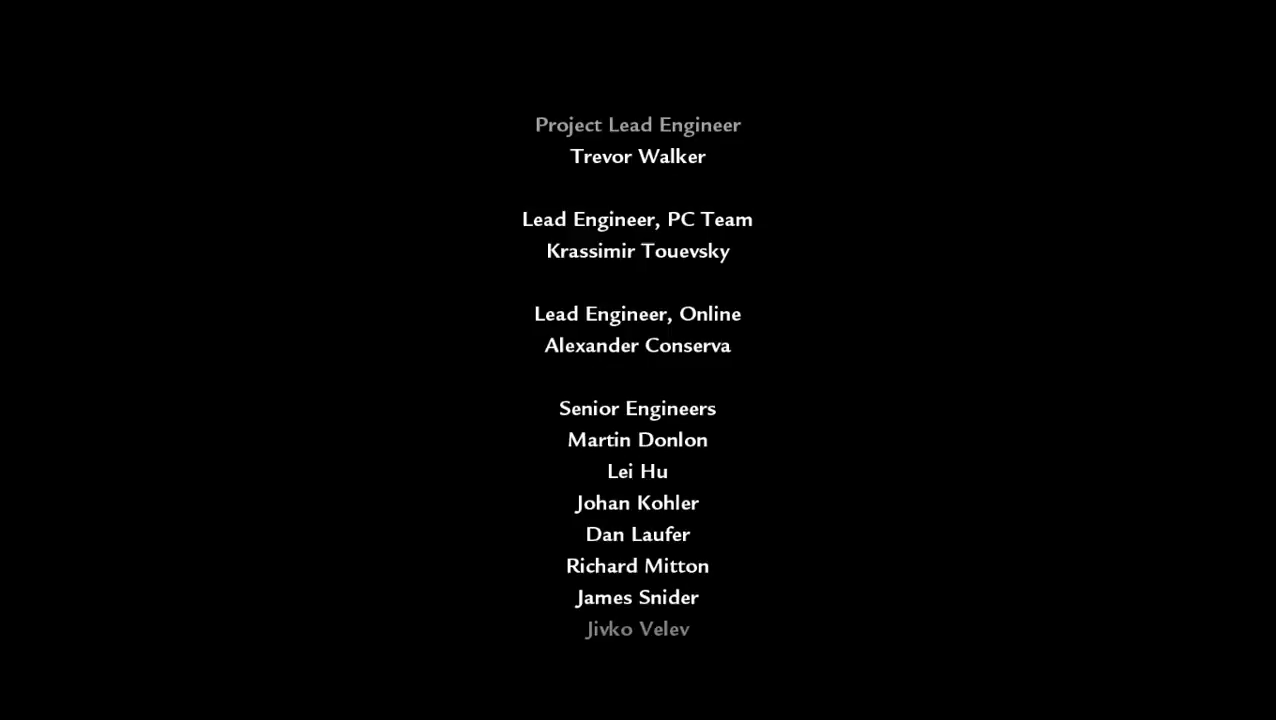 Project Lead Engineer
Trevor Walker
Lead Engineer, PC Team
Krassimir Touevsky
Lead Engineer, Online
Alexander Conserva
Senior Engineers
Martin Donlon
Lei Hu
Johan Kohler
Dan Laufer
Richard Mitton
James Snider
Jivko Velev